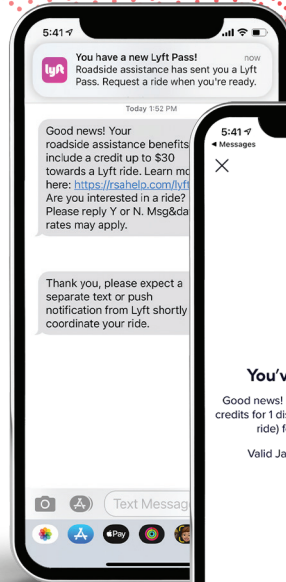 5:41
lyft
You have a new Lyft Pass! now
Roadside assistance has sent you a Lyft
Pass. Request a ride when you're ready.
Today 1:52 PM
Good news! Your
roadside assistance benefits
include a credit up to $30
towards a Lyft ride. Learn mo
here: https://rsahelp.com/lyft
Are you interested in a ride?
Please reply Y or N. Msg&da
rates may apply.
Thank you, please expect a
separate text or push
notification from Lyft shortly
coordinate your ride.
Text Messag
Pay
5:41
Messages
You'v
Good news!
credits for 1 dis
ride) f
Valid Ja